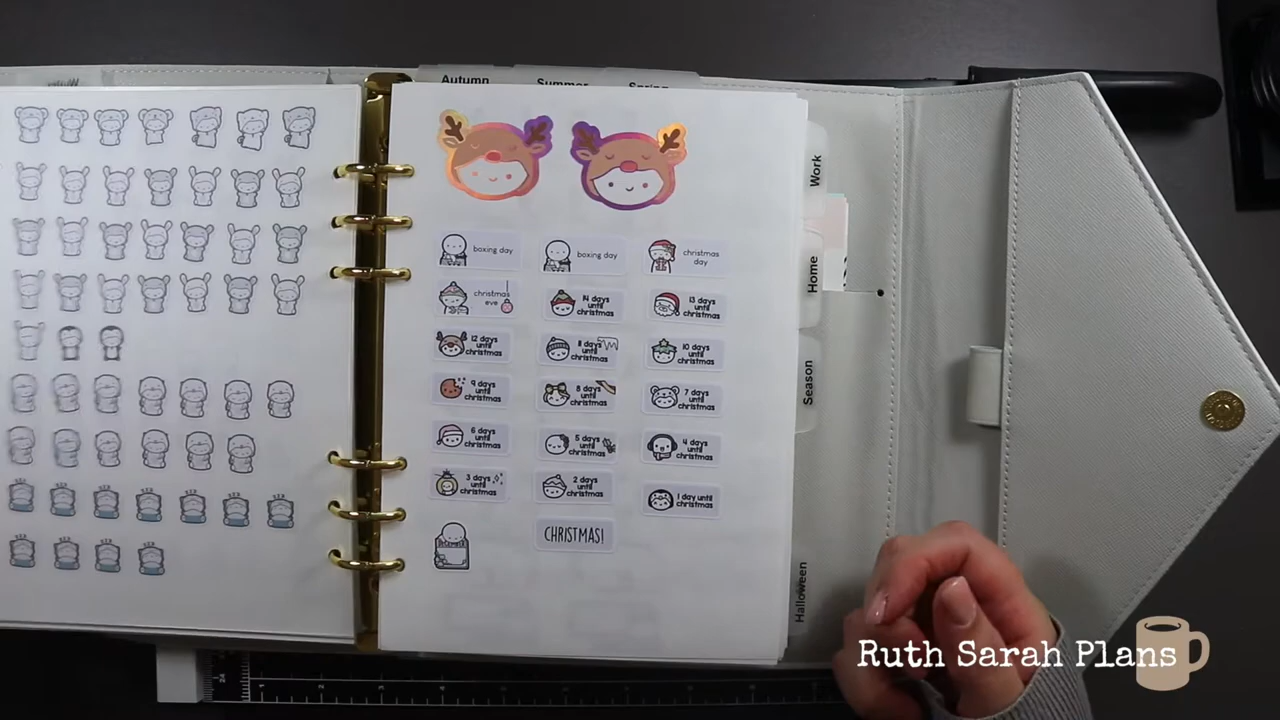 Autumn
Summer
Spring
Work
Home
Season
Halloween
boxing day
boxing day
christmas
day
christmas
eve
14 days
until
christmas
13 days
until
christmas
12 days
until
christmas
11 days
until
christmas
10 days
until
christmas
9 days
until
christmas
8 days
until
christmas
7 days
until
christmas
6 days
until
christmas
5 days
until
christmas
4 days
until
christmas
3 days
until
christmas
2 days
until
christmas
1 day until
christmas
DECEMBER
CHRISTMAS!
Ruth Sarah Plans